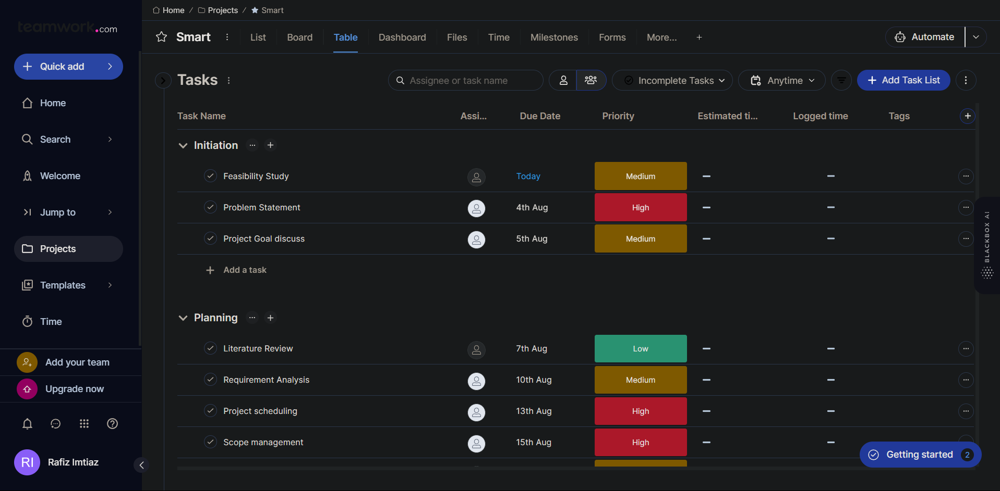 Home / Projects / Smart
teamwork.com
Smart List Board Table Dashboard Files Time Milestones Forms More... Automate
Quick add
Tasks Assignee or task name Incomplete Tasks Anytime Add Task List
Home
Task Name Assi... Due Date Priority Estimated ti... Logged time Tags
Search
Initiation
Welcome
Feasibility Study Today Medium
Jump to
Problem Statement 4th Aug High
Project Goal discuss 5th Aug Medium
BLACKBOX AI
Projects
Add a task
Templates
Planning
Time
Literature Review 7th Aug Low
Add your team
Requirement Analysis 10th Aug Medium
Upgrade now
Project scheduling 13th Aug High
Scope management 15th Aug High
Getting started 2
RI Rafiz Imtiaz